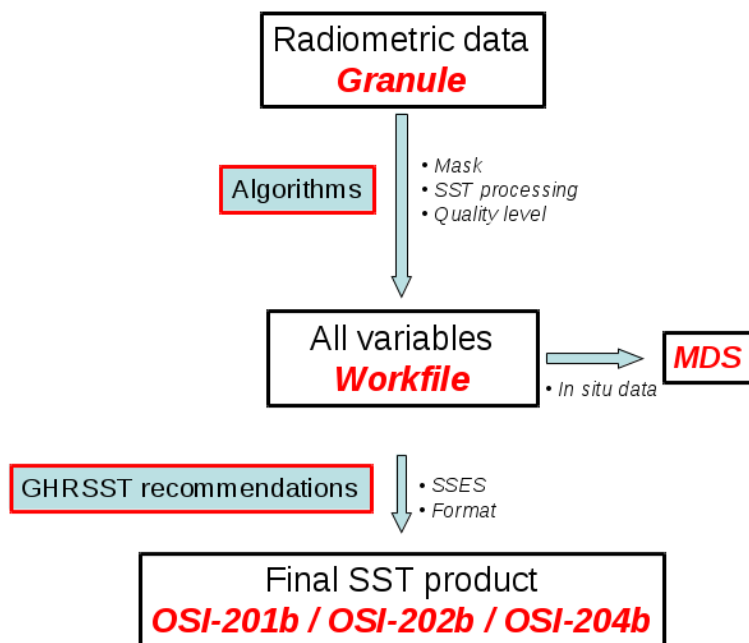 Radiometric data
Granule
Algorithms
• Mask
• SST processing
• Quality level
All variables
Workfile
MDS
• In situ data
GHRSST recommendations
• SSES
• Format
Final SST product
OSI-201b / OSI-202b / OSI-204b